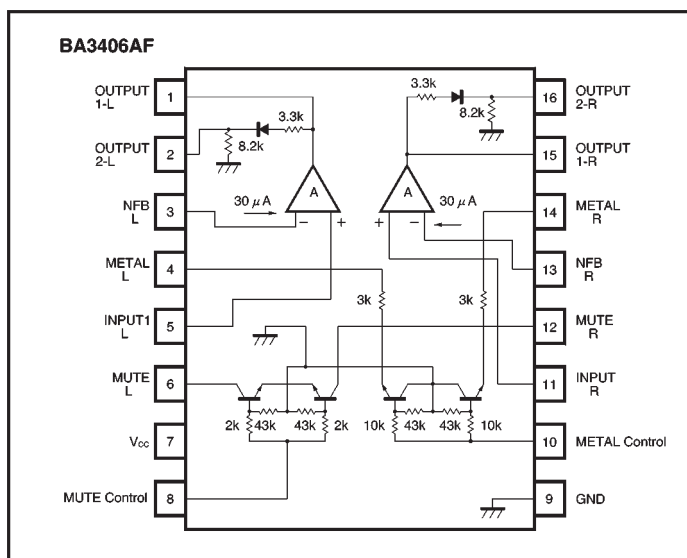 BA3406AF
OUTPUT
1-L
1
3.3k
8.2k
OUTPUT
2-L
2
NFB
L
3
30 μA
A
− +
METAL
L
4
INPUT1
L
5
MUTE
L
6
Vcc
7
MUTE Control
8
3.3k
8.2k
16
OUTPUT
2-R
15
OUTPUT
1-R
A
30 μA
+ −
14
METAL
R
13
NFB
R
3k
3k
12
MUTE
R
11
INPUT
R
2k 43k 43k 2k
10k 43k 43k 10k
10
METAL Control
9
GND